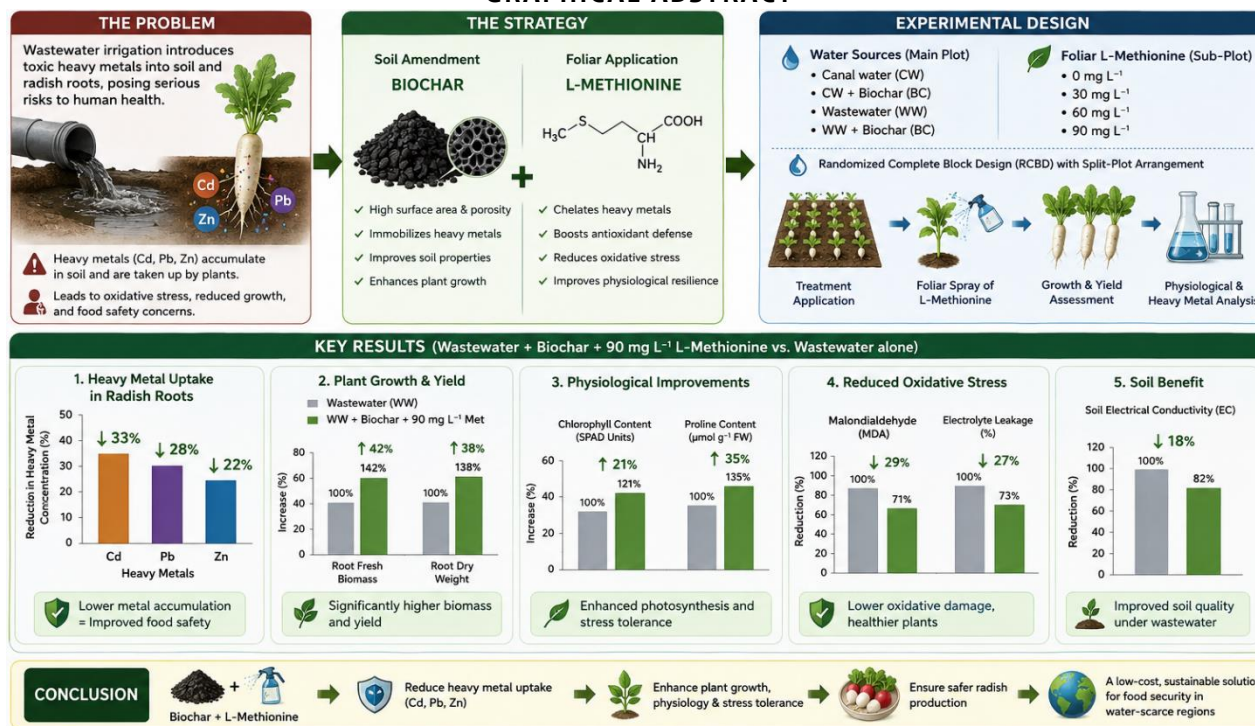 GRAPHICAL ABSTRACT
THE PROBLEM
Wastewater irrigation introduces
toxic heavy metals into soil and
radish roots, posing serious
risks to human health.
Cd
Pb
Zn
Heavy metals (Cd, Pb, Zn) accumulate
in soil and are taken up by plants.
Leads to oxidative stress, reduced growth,
and food safety concerns.
THE STRATEGY
Soil Amendment
BIOCHAR
✓ High surface area & porosity
✓ Immobilizes heavy metals
✓ Improves soil properties
✓ Enhances plant growth
+
Foliar Application
L-METHIONINE
H₃C
S
CH
COOH
NH₂
✓ Chelates heavy metals
✓ Boosts antioxidant defense
✓ Reduces oxidative stress
✓ Improves physiological resilience
EXPERIMENTAL DESIGN
Water Sources (Main Plot)
• Canal water (CW)
• CW + Biochar (BC)
• Wastewater (WW)
• WW + Biochar (BC)
Foliar L-Methionine (Sub-Plot)
• 0 mg L⁻¹
• 30 mg L⁻¹
• 60 mg L⁻¹
• 90 mg L⁻¹
Randomized Complete Block Design (RCBD) with Split-Plot Arrangement
Treatment
Application
Foliar Spray of
L-Methionine
Growth & Yield
Assessment
Physiological &
Heavy Metal Analysis
KEY RESULTS (Wastewater + Biochar + 90 mg L⁻¹ L-Methionine vs. Wastewater alone)
1. Heavy Metal Uptake
in Radish Roots
Reduction in Heavy Metal
Concentration (%)
50
40
30
20
10
0
↓ 33%
↓ 28%
↓ 22%
Cd
Pb
Zn
Heavy Metals
Lower metal accumulation
= Improved food safety
2. Plant Growth & Yield
Wastewater (WW)
WW + Biochar + 90 mg L⁻¹ Met
Increase (%)
80
60
40
20
0
↑ 42%
↑ 38%
100%
142%
100%
138%
Root Fresh
Biomass
Root Dry
Weight
Significantly higher biomass
and yield
3. Physiological Improvements
Chlorophyll Content
(SPAD Units)
Proline Content
(µmol g⁻¹ FW)
Increase (%)
60
40
20
0
↑ 21%
↑ 35%
100%
121%
100%
135%
Enhanced photosynthesis and
stress tolerance
4. Reduced Oxidative Stress
Malondialdehyde
(MDA)
Electrolyte Leakage
(%)
Reduction (%)
120
100
80
60
40
20
0
↓ 29%
↓ 27%
100%
71%
100%
73%
Lower oxidative damage,
healthier plants
5. Soil Benefit
Soil Electrical Conductivity (EC)
Reduction (%)
120
100
80
60
40
20
0
↓ 18%
100%
82%
Improved soil quality
under wastewater
CONCLUSION
+
Biochar + L-Methionine
Reduce heavy metal uptake
(Cd, Pb, Zn)
Enhance plant growth,
physiology & stress tolerance
Ensure safer radish
production
A low-cost, sustainable solution
for food security in
water-scarce regions